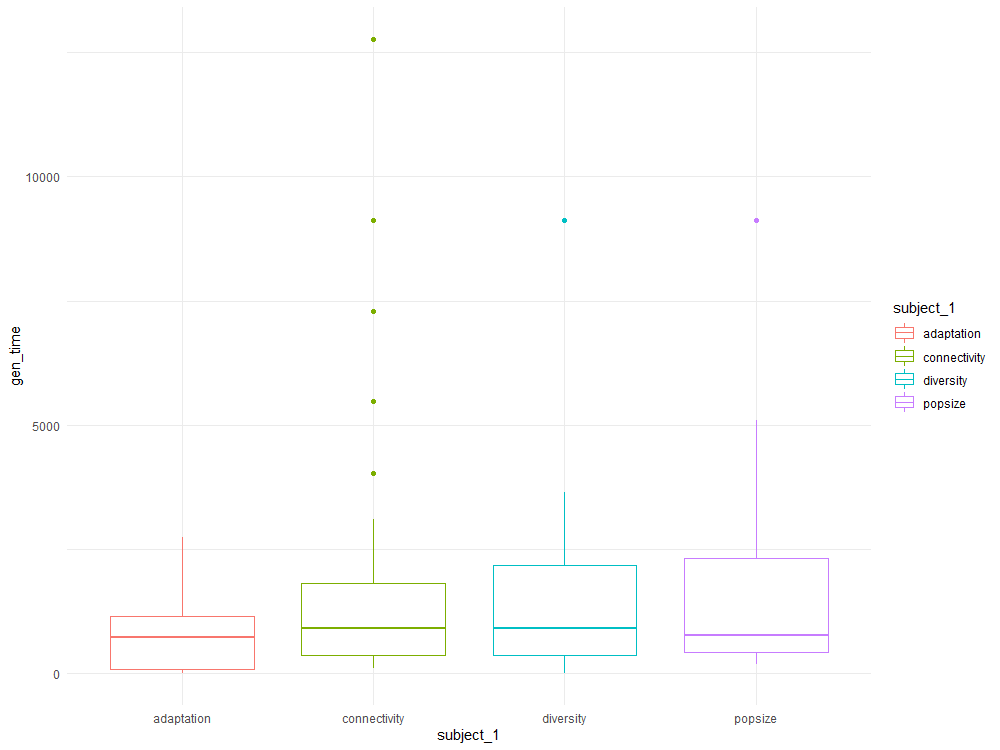 gen_time
10000
5000
0
adaptation
connectivity
diversity
popsize
subject_1
subject_1
adaptation
connectivity
diversity
popsize